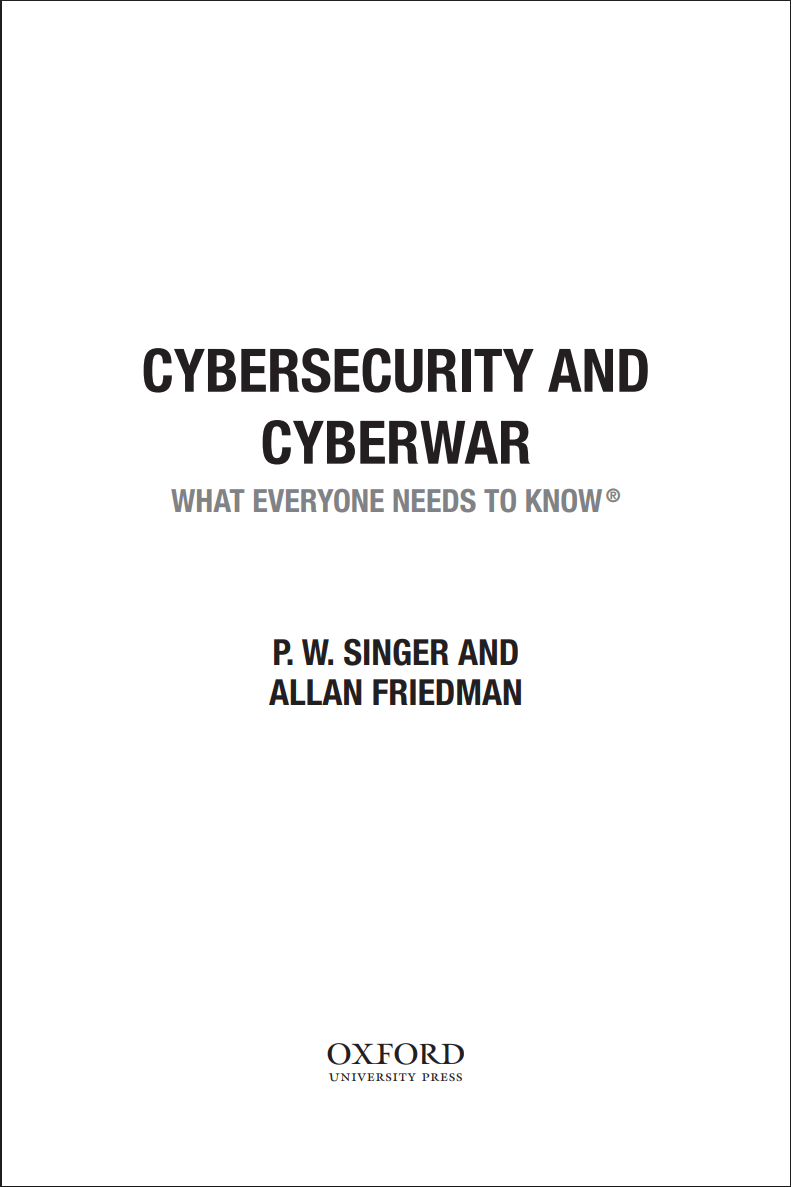 CYBERSECURITY AND
CYBERWAR
WHAT EVERYONE NEEDS TO KNOW®
P. W. SINGER AND
ALLAN FRIEDMAN
OXFORD
UNIVERSITY PRESS